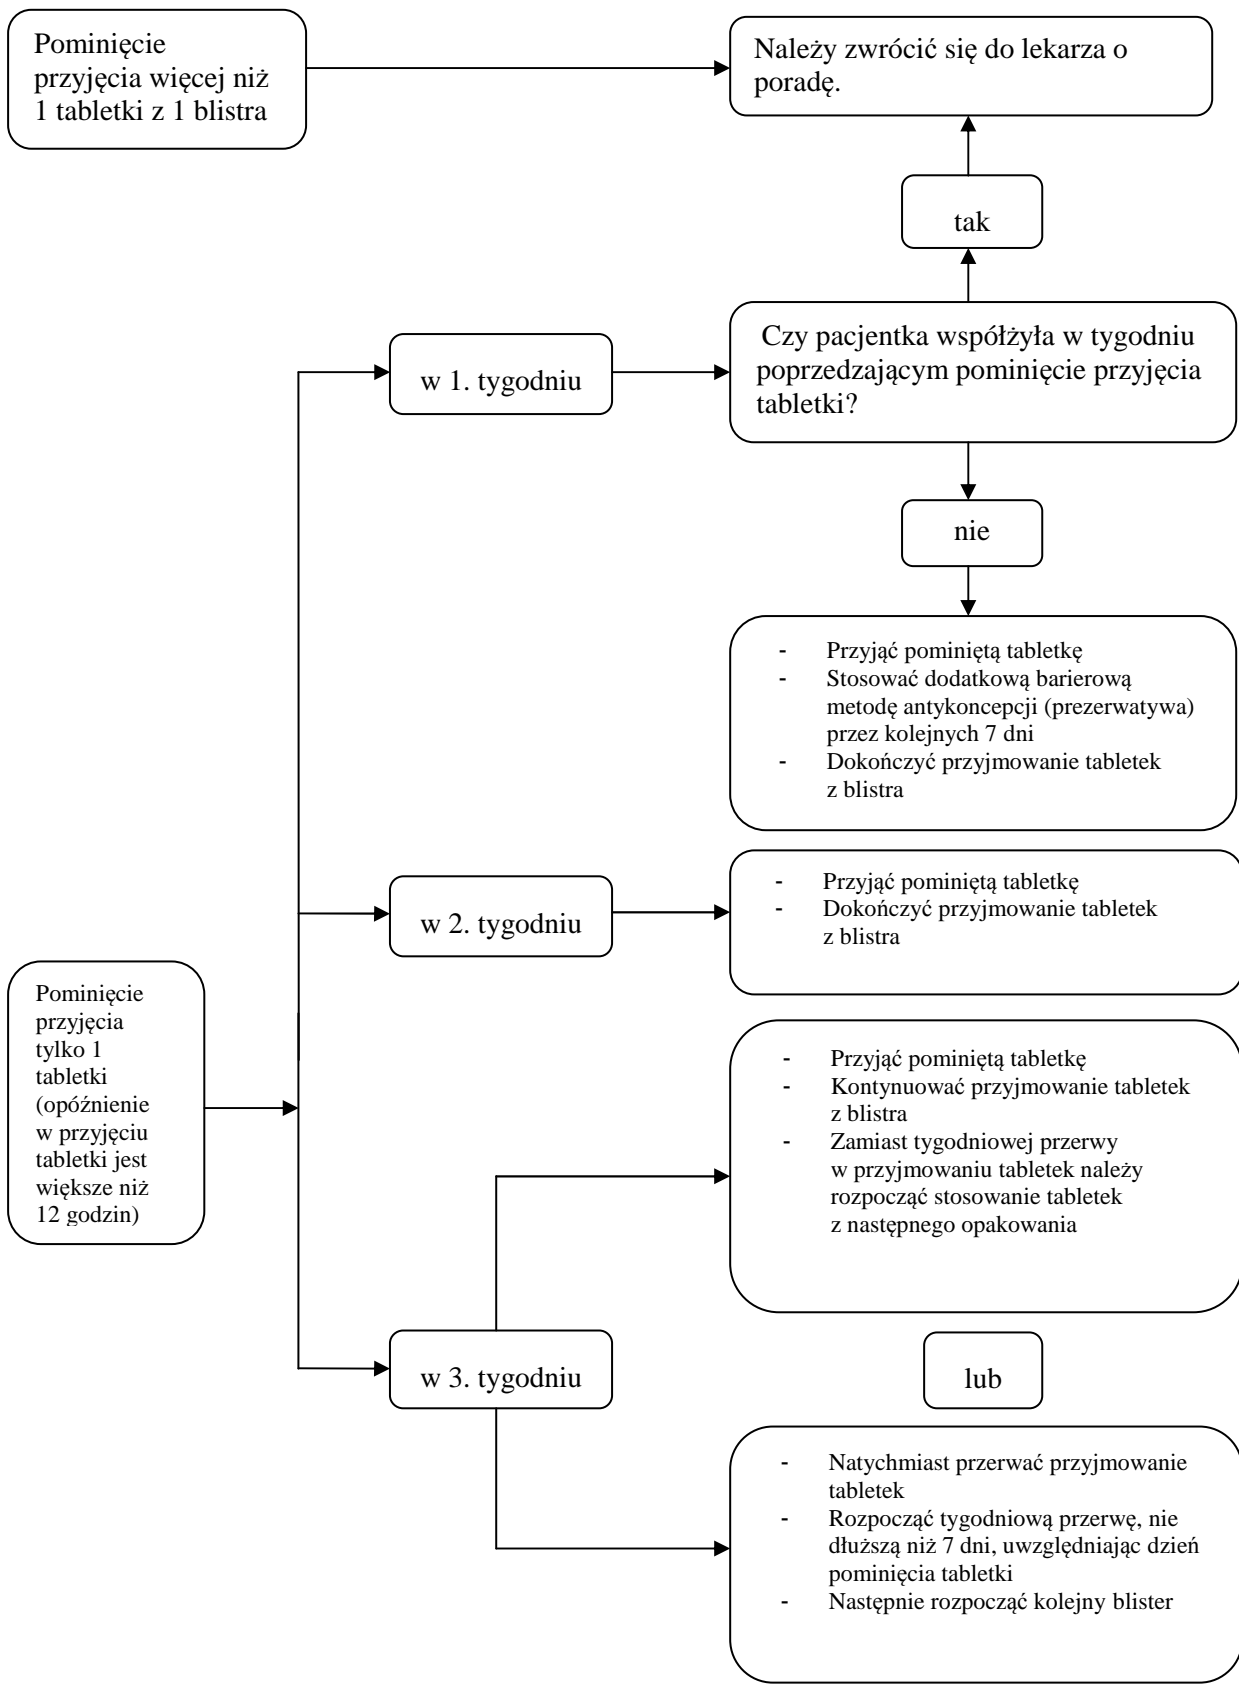 Pominięcie
przyjęcia więcej niż
1 tabletki z 1 blistra
Należy zwrócić się do lekarza o
poradę.
tak
w 1. tygodniu
Czy pacjentka współżyła w tygodniu
poprzedzającym pominięcie przyjęcia
tabletki?
nie
- Przyjąć pominiętą tabletkę
- Stosować dodatkową barierową
metodę antykoncepcji (prezerwatywa)
przez kolejnych 7 dni
- Dokończyć przyjmowanie tabletek
z blistra
w 2. tygodniu
- Przyjąć pominiętą tabletkę
- Dokończyć przyjmowanie tabletek
z blistra
Pominięcie
przyjęcia
tylko 1
tabletki
(opóźnienie
w przyjęciu
tabletki jest
większe niż
12 godzin)
- Przyjąć pominiętą tabletkę
- Kontynuować przyjmowanie tabletek
z blistra
- Zamiast tygodniowej przerwy
w przyjmowaniu tabletek należy
rozpocząć stosowanie tabletek
z następnego opakowania
w 3. tygodniu
lub
- Natychmiast przerwać przyjmowanie
tabletek
- Rozpocząć tygodniową przerwę, nie
dłuższą niż 7 dni, uwzględniając dzień
pominięcia tabletki
- Następnie rozpocząć kolejny blister